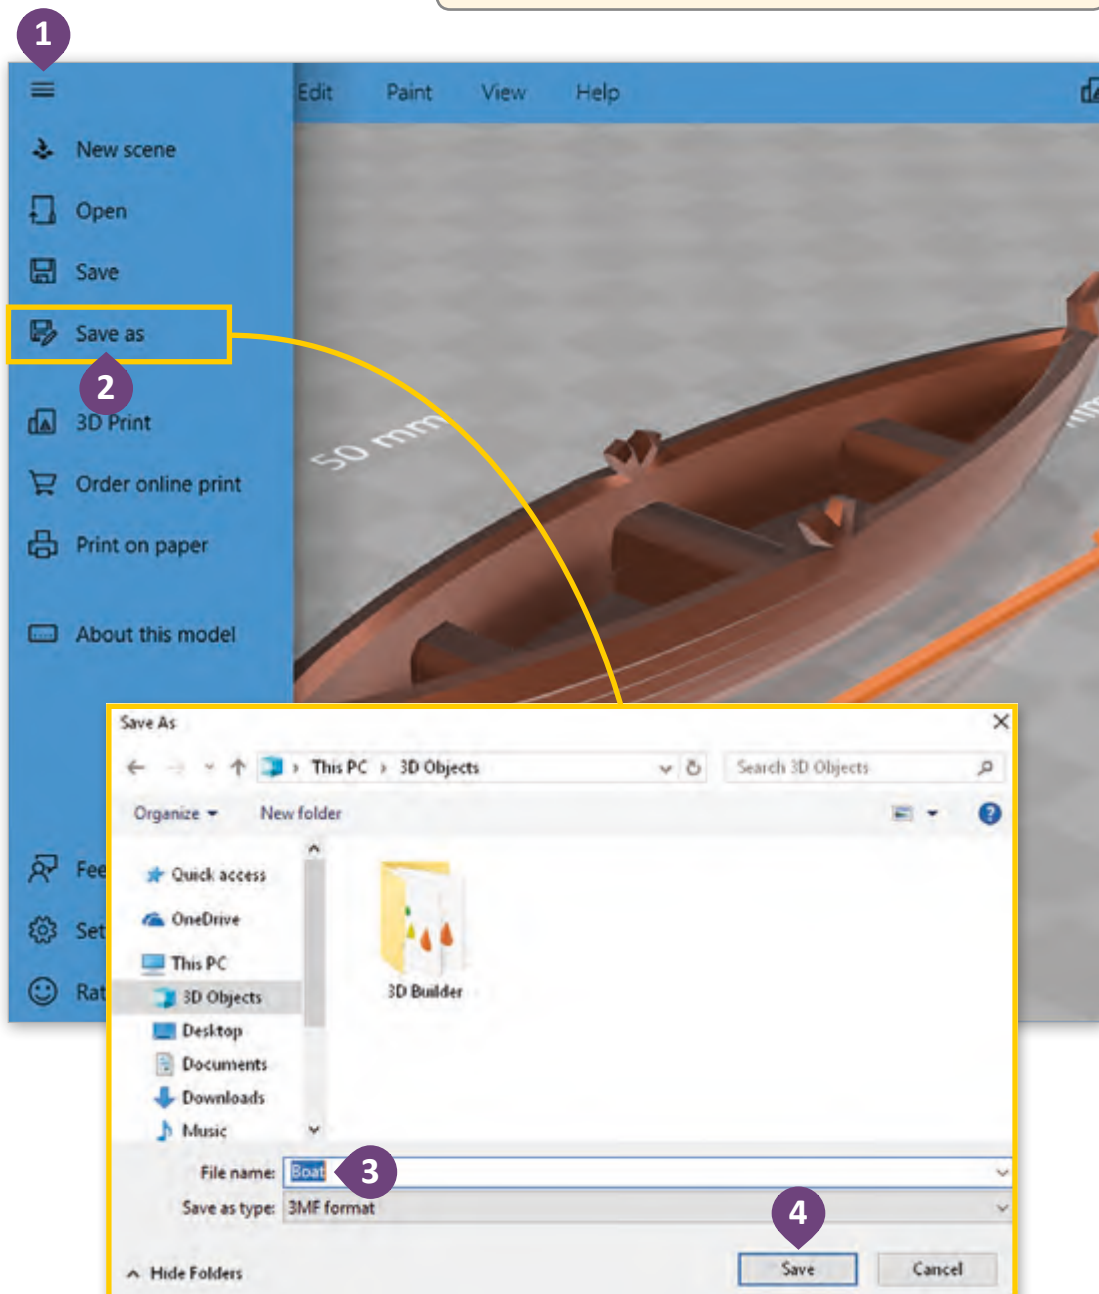 1
Edit Paint View Help
New scene
Open
Save
Save as
2
3D Print
50 mm
Order online print
Print on paper
About this model
Save As
This PC › 3D Objects
Search 3D Objects
Organize
New folder
Quick access
OneDrive
This PC
3D Objects
Desktop
Documents
Downloads
Music
3D Builder
Fee
Set
Rat
File name: Boat
3
Save as type: 3MF format
4
Hide Folders
Save
Cancel